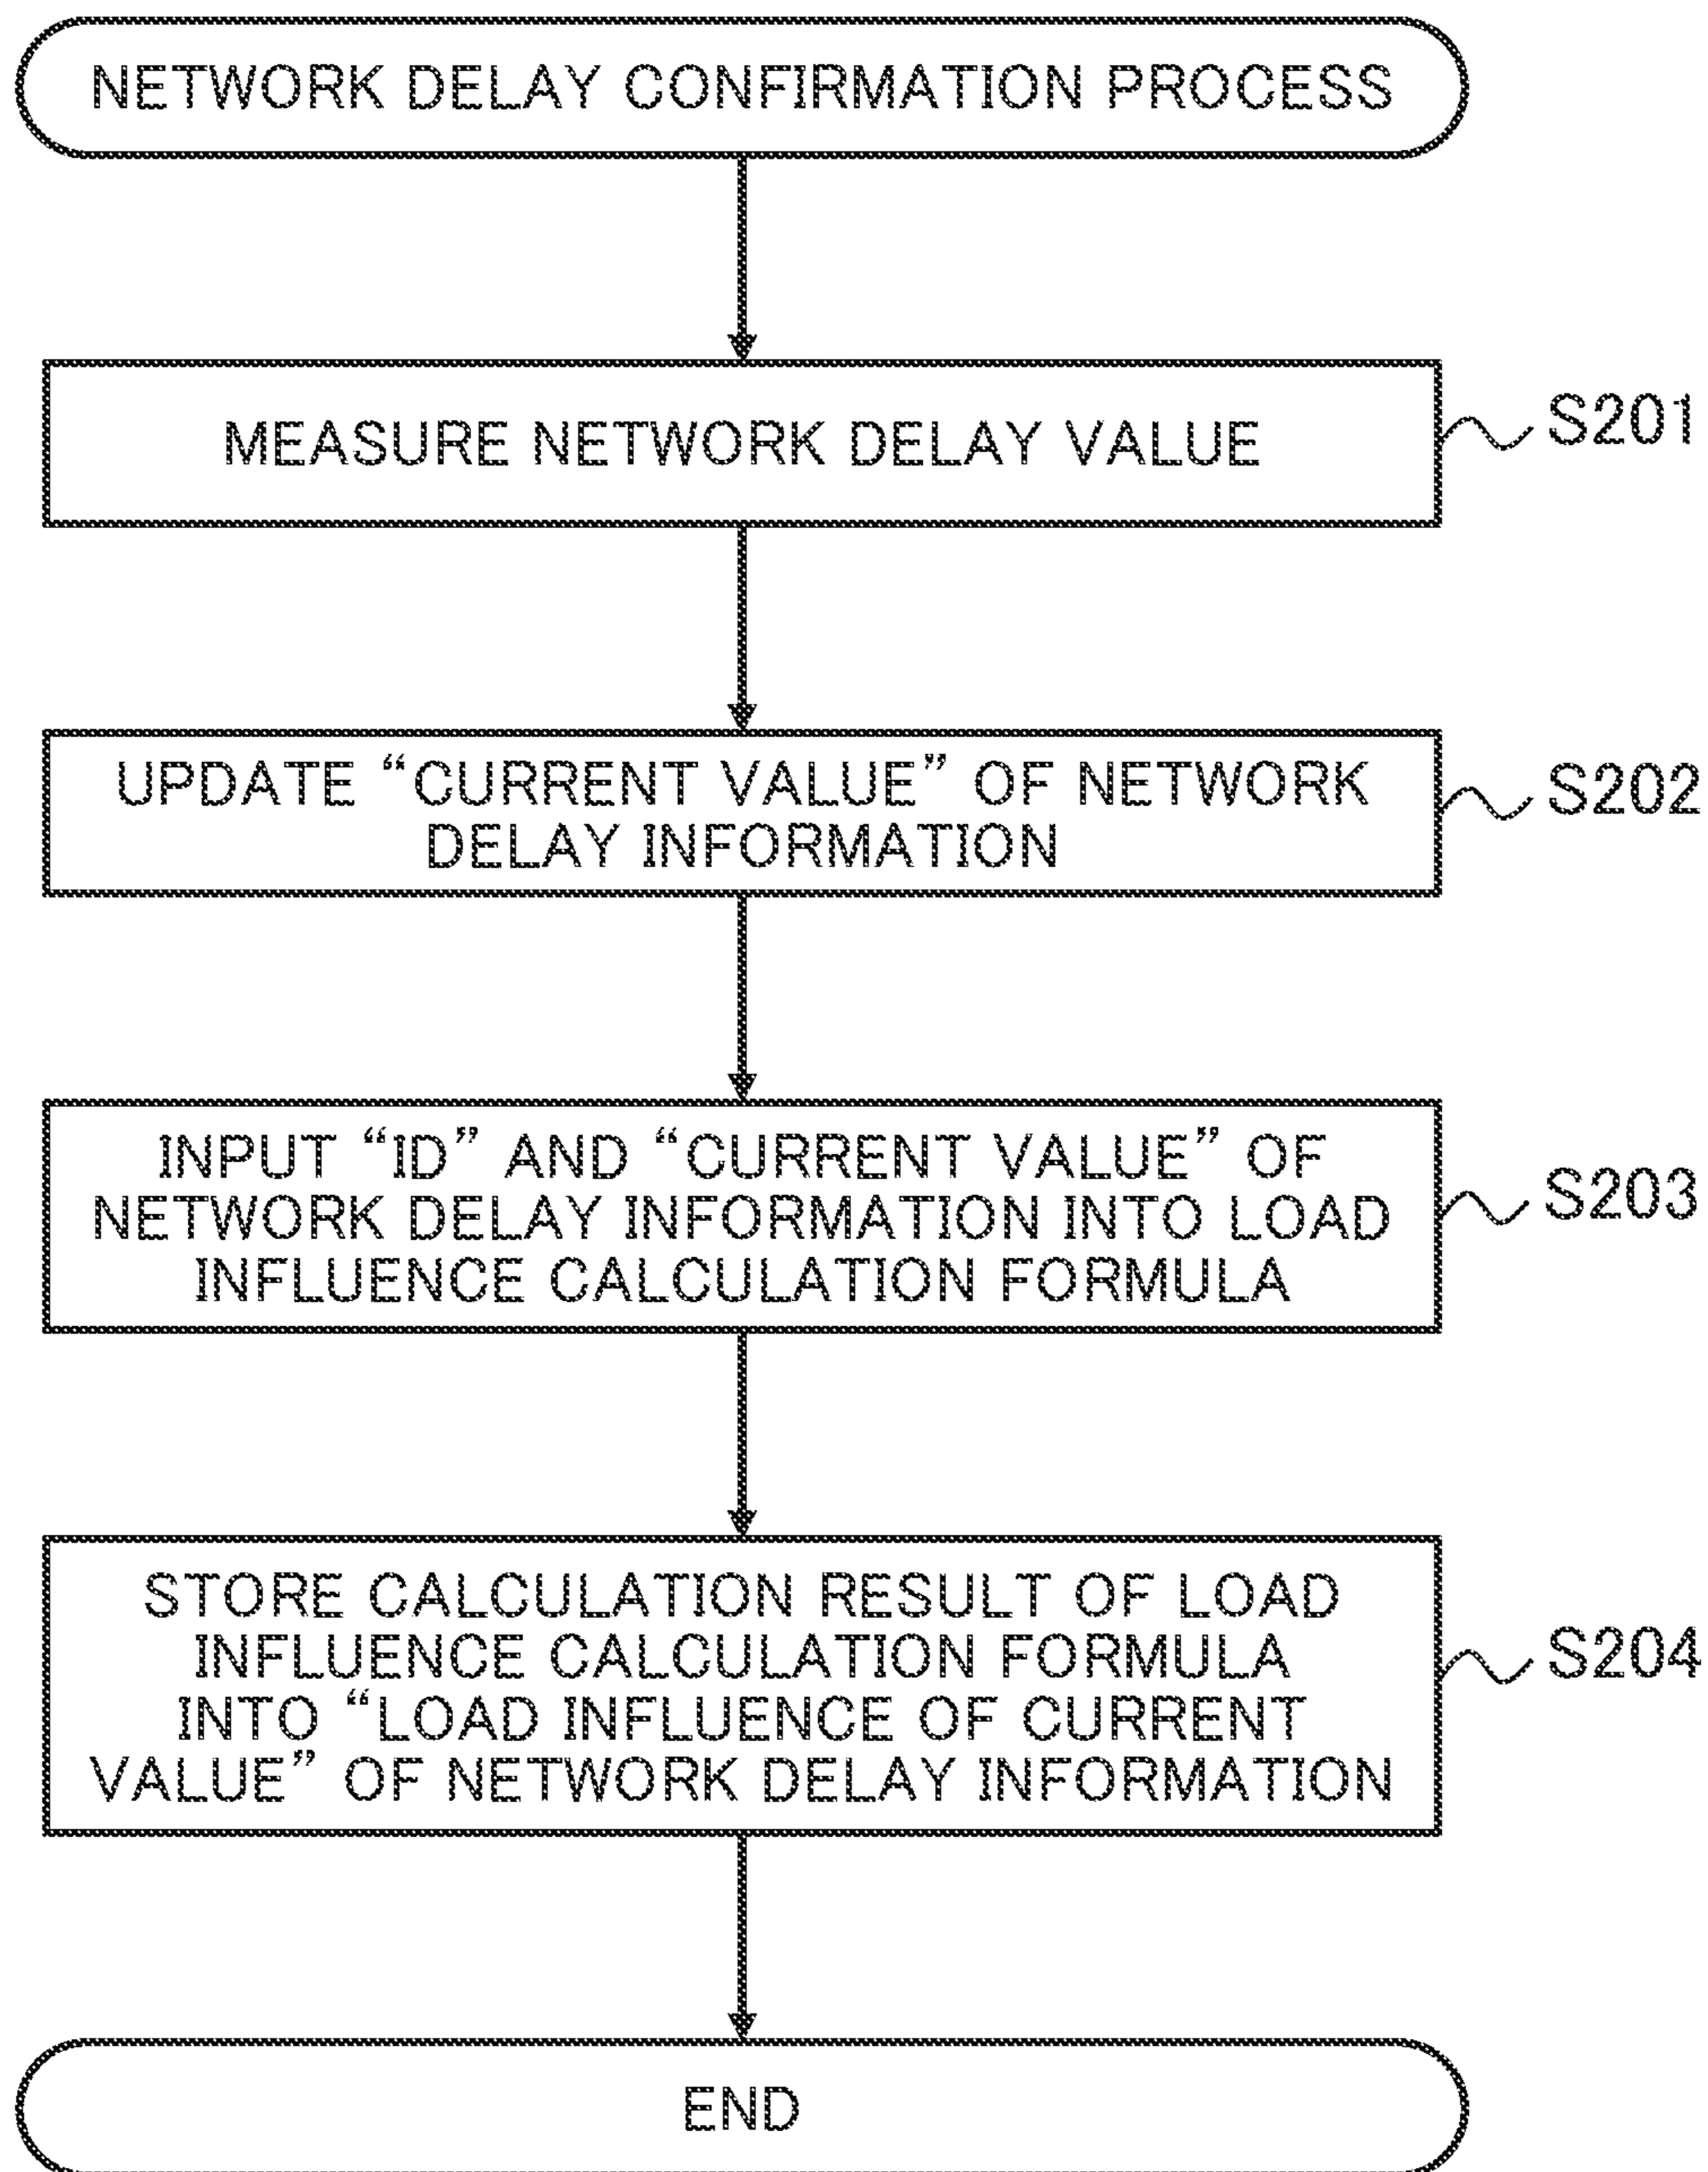 NETWORK DELAY CONFIRMATION PROCESS
MEASURE NETWORK DELAY VALUE
S201
UPDATE “CURRENT VALUE” OF NETWORK
DELAY INFORMATION
S202
INPUT “ID” AND “CURRENT VALUE” OF
NETWORK DELAY INFORMATION INTO LOAD
INFLUENCE CALCULATION FORMULA
S203
STORE CALCULATION RESULT OF LOAD
INFLUENCE CALCULATION FORMULA
INTO “LOAD INFLUENCE OF CURRENT
VALUE” OF NETWORK DELAY INFORMATION
S204
END